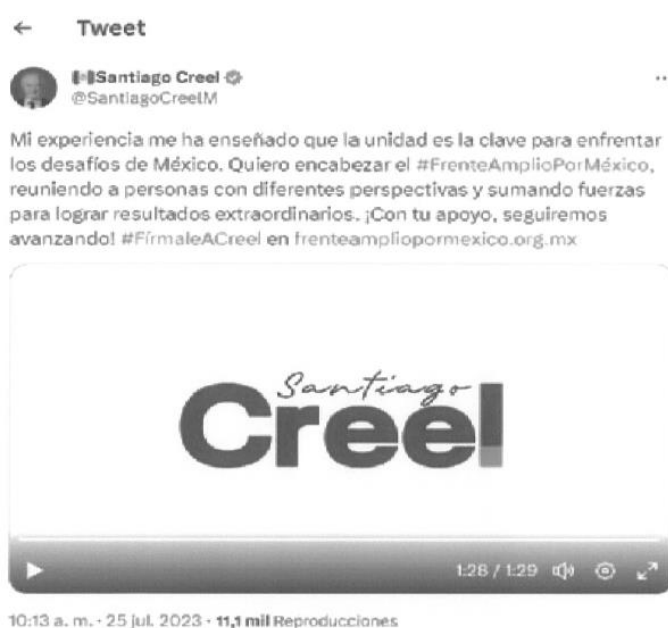 Tweet
Santiago Creel
@SantiagoCreelM
Mi experiencia me ha enseñado que la unidad es la clave para enfrentar
los desafíos de México. Quiero encabezar el #FrenteAmplioPorMéxico,
reuniendo a personas con diferentes perspectivas y sumando fuerzas
para lograr resultados extraordinarios. ¡Con tu apoyo, seguiremos
avanzando! #FírmaleACreel en frenteampliopormexico.org.mx
Santiago
Creel
1:28 / 1:29
10:13 a. m. · 25 jul. 2023 · 11,1 mil Reproducciones